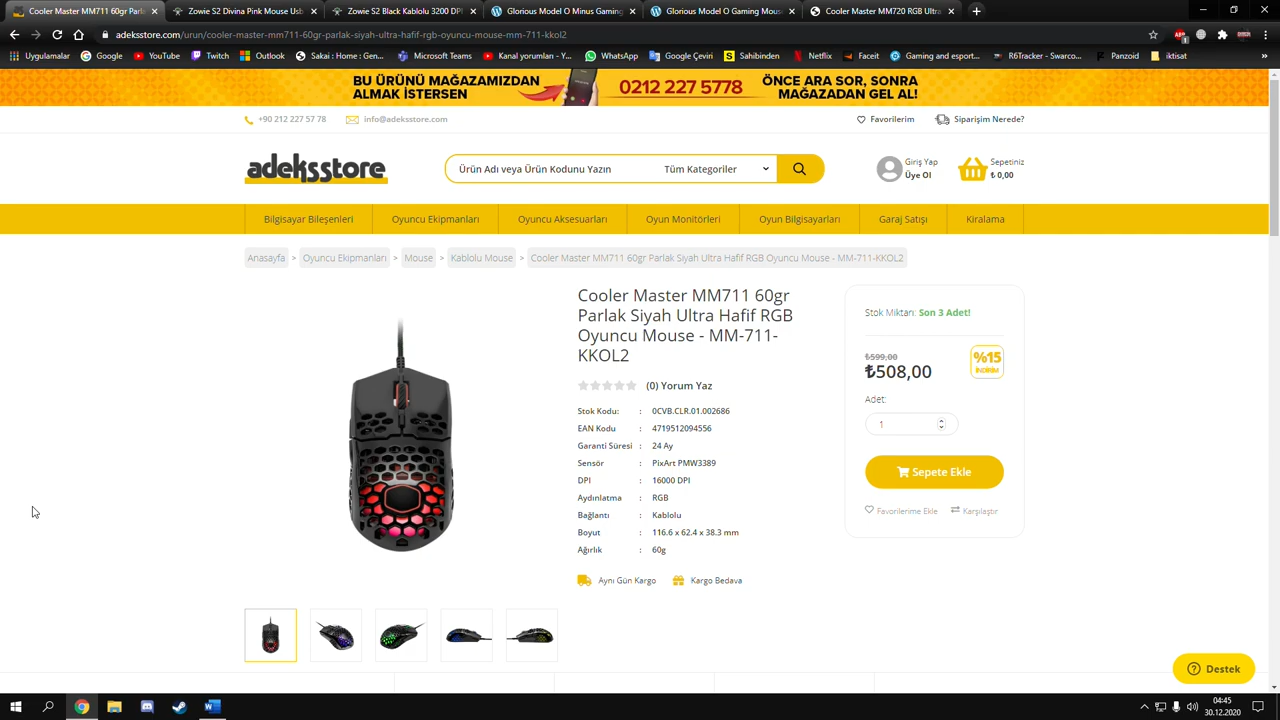 Cooler Master MM711 60gr Parla
Zowie S2 Divina Pink Mouse Usb
Zowie S2 Black Kablolu 3200 DPI
Glorious Model O Minus Gaming
Glorious Model O Gaming Mouse
Cooler Master MM720 RGB Ultra
adeksstore.com/urun/cooler-master-mm711-60gr-parlak-siyah-ultra-hafif-rgb-oyuncu-mouse-mm-711-kkol2
Uygulamalar Google YouTube Twitch Outlook Sakai : Home : Gen... Microsoft Teams Kanal yorumları - Y... WhatsApp Google Çeviri Sahibinden Netflix Faceit Gaming and esport... R6Tracker - Swarco... Panzoid iktisat »
BU ÜRÜNÜ MAĞAZAMIZDAN
ALMAK İSTERSEN
0212 227 5778
ÖNCE ARA SOR, SONRA
MAĞAZADAN GEL AL!
+90 212 227 57 78 info@adeksstore.com Favorilerim Siparişim Nerede?
adeksstore
Ürün Adı veya Ürün Kodunu Yazın Tüm Kategoriler
Giriş Yap
Üye Ol
Sepetiniz
₺ 0,00
Bilgisayar Bileşenleri Oyuncu Ekipmanları Oyuncu Aksesuarları Oyun Monitörleri Oyun Bilgisayarları Garaj Satışı Kiralama
Anasayfa > Oyuncu Ekipmanları > Mouse > Kablolu Mouse > Cooler Master MM711 60gr Parlak Siyah Ultra Hafif RGB Oyuncu Mouse - MM-711-KKOL2
Cooler Master MM711 60gr
Parlak Siyah Ultra Hafif RGB
Oyuncu Mouse - MM-711-
KKOL2
(0) Yorum Yaz
Stok Kodu: : 0CVB.CLR.01.002686
EAN Kodu : 4719512094556
Garanti Süresi : 24 Ay
Sensör : PixArt PMW3389
DPI : 16000 DPI
Aydınlatma : RGB
Bağlantı : Kablolu
Boyut : 116.6 x 62.4 x 38.3 mm
Ağırlık : 60g
Aynı Gün Kargo Kargo Bedava
Stok Miktarı: Son 3 Adet!
₺599,00
₺508,00
%15
İNDİRİM
Adet:
1
Sepete Ekle
Favorilerime Ekle Karşılaştır
Destek
04:45
30.12.2020